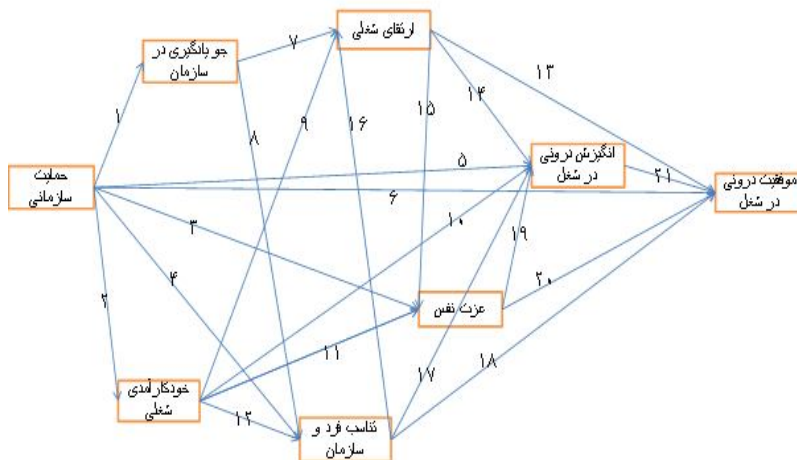 ارتقای شغلی
جو یادگیری در
سازمان
۷
۱۳
۱۴
۱۵
۱۶
۹
۸
۱
انگیزش درونی
در شغل
۵
۲۱
حمایت
سازمانی
موفقیت درونی
در شغل
۶
۱۰
۱۹
۳
۴
۲
۲۰
عزت نفس
۱۱
۱۷
۱۸
خودکارآمدی
شغلی
۱۲
تناسب فرد و
سازمان